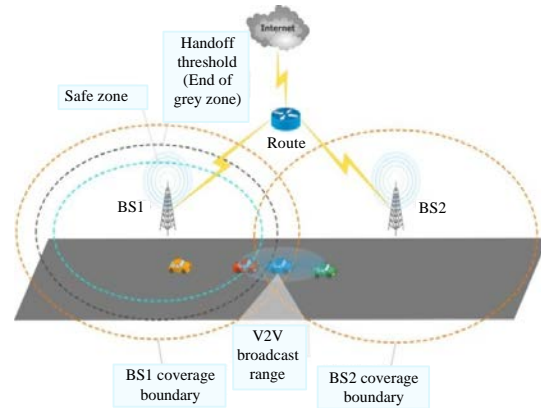 Internet
Handoff
threshold
(End of
grey zone)
Safe zone
Route
BS1
BS2
V2V
broadcast
range
BS1 coverage
boundary
BS2 coverage
boundary